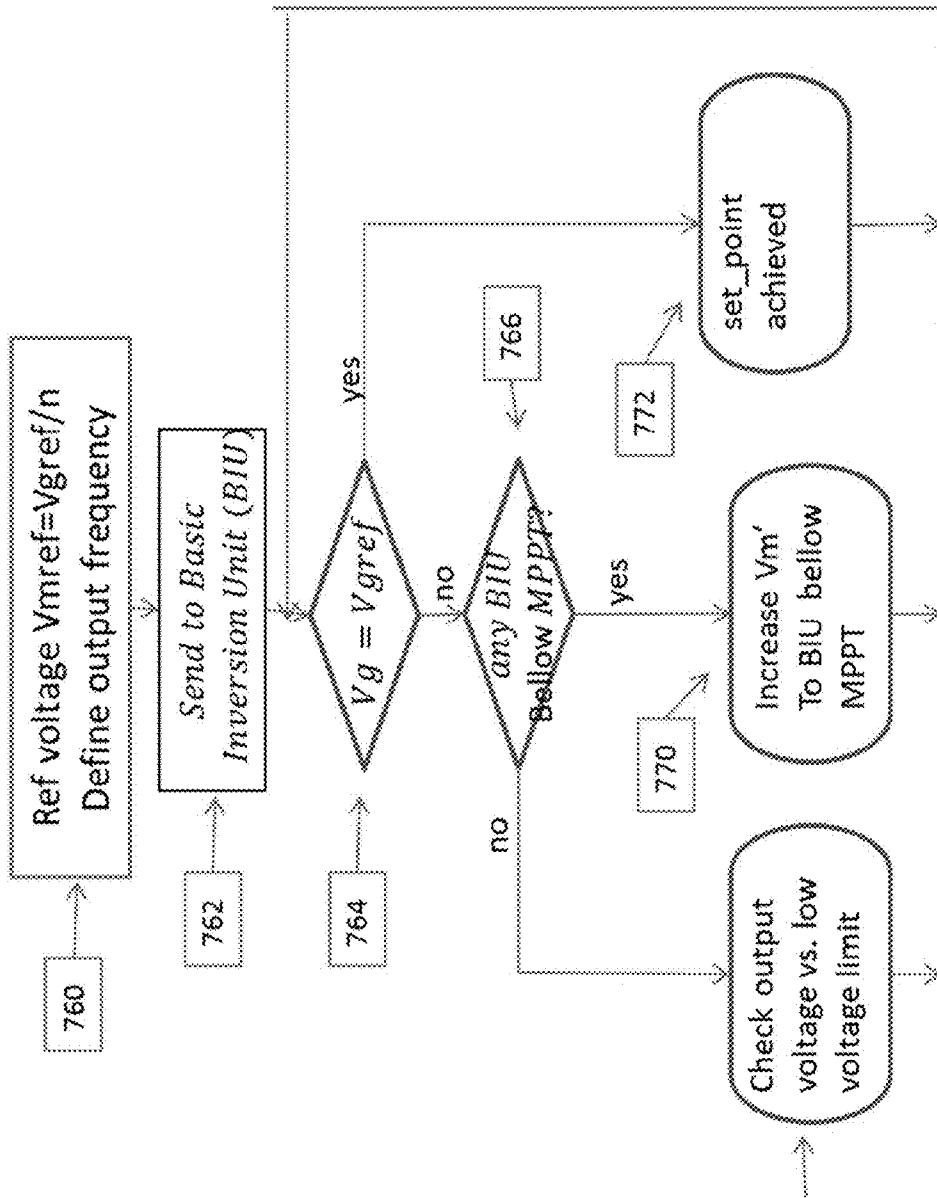 760
Ref voltage Vmref=Vgref/n
Define output frequency
762
Send to Basic
Inversion Unit (BIU)
764
Vg = Vgref
yes
no
766
any BIU
Bellow MPPT?
no
yes
Check output
voltage vs. low
voltage limit
770
Increase Vm'
To BIU bellow
MPPT
772
set_point
achieved